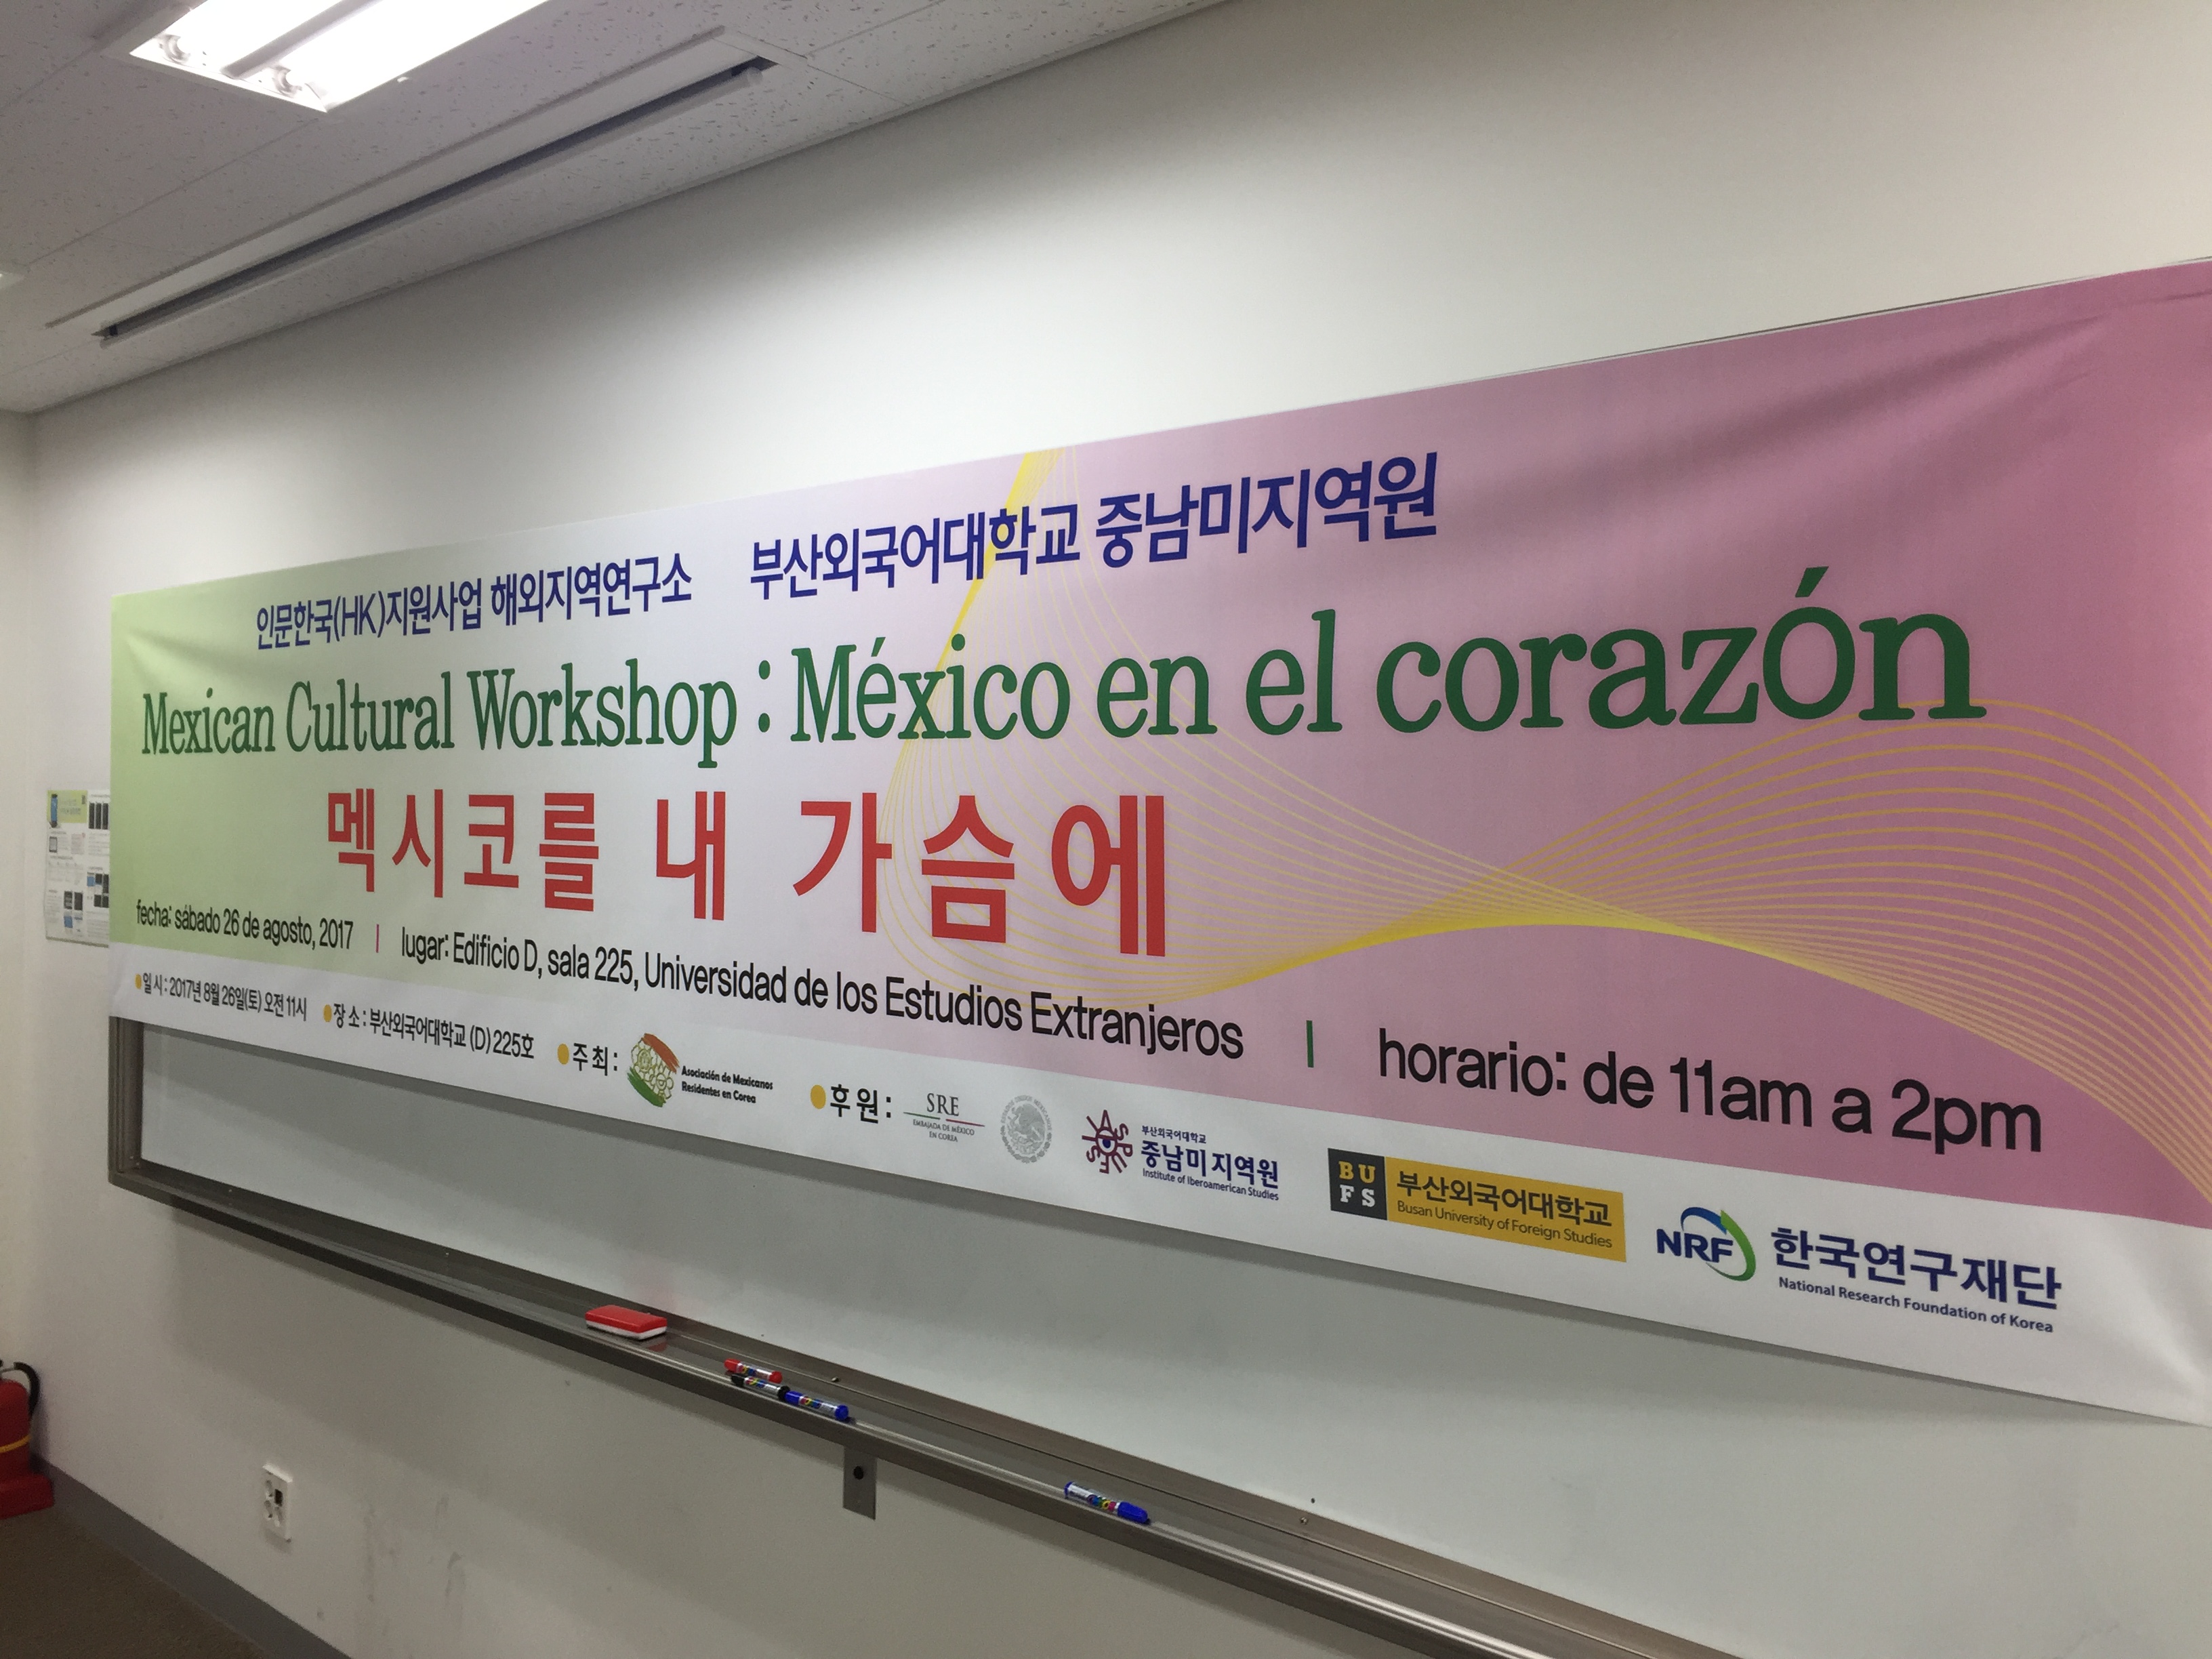 인문한국(HK)지원사업 해외지역연구소 부산외국어대학교 중남미지역원
Mexican Cultural Workshop : México en el corazón
멕시코를 내 가슴에
fecha: sábado 26 de agosto, 2017 | lugar: Edificio D, sala 225, Universidad de los Estudios Extranjeros | horario: de 11am a 2pm
일 시 : 2017년 8월 26일(토) 오전 11시 장 소 : 부산외국어대학교 (D) 225호
주 최 :
Asociación de Mexicanos
Residentes en Corea
후 원 :
SRE
EMBAJADA DE MÉXICO
EN COREA
부산외국어대학교
중남미지역원
Institute of Iberoamerican Studies
BU
FS
부산외국어대학교
Busan University of Foreign Studies
NRF
한국연구재단
National Research Foundation of Korea